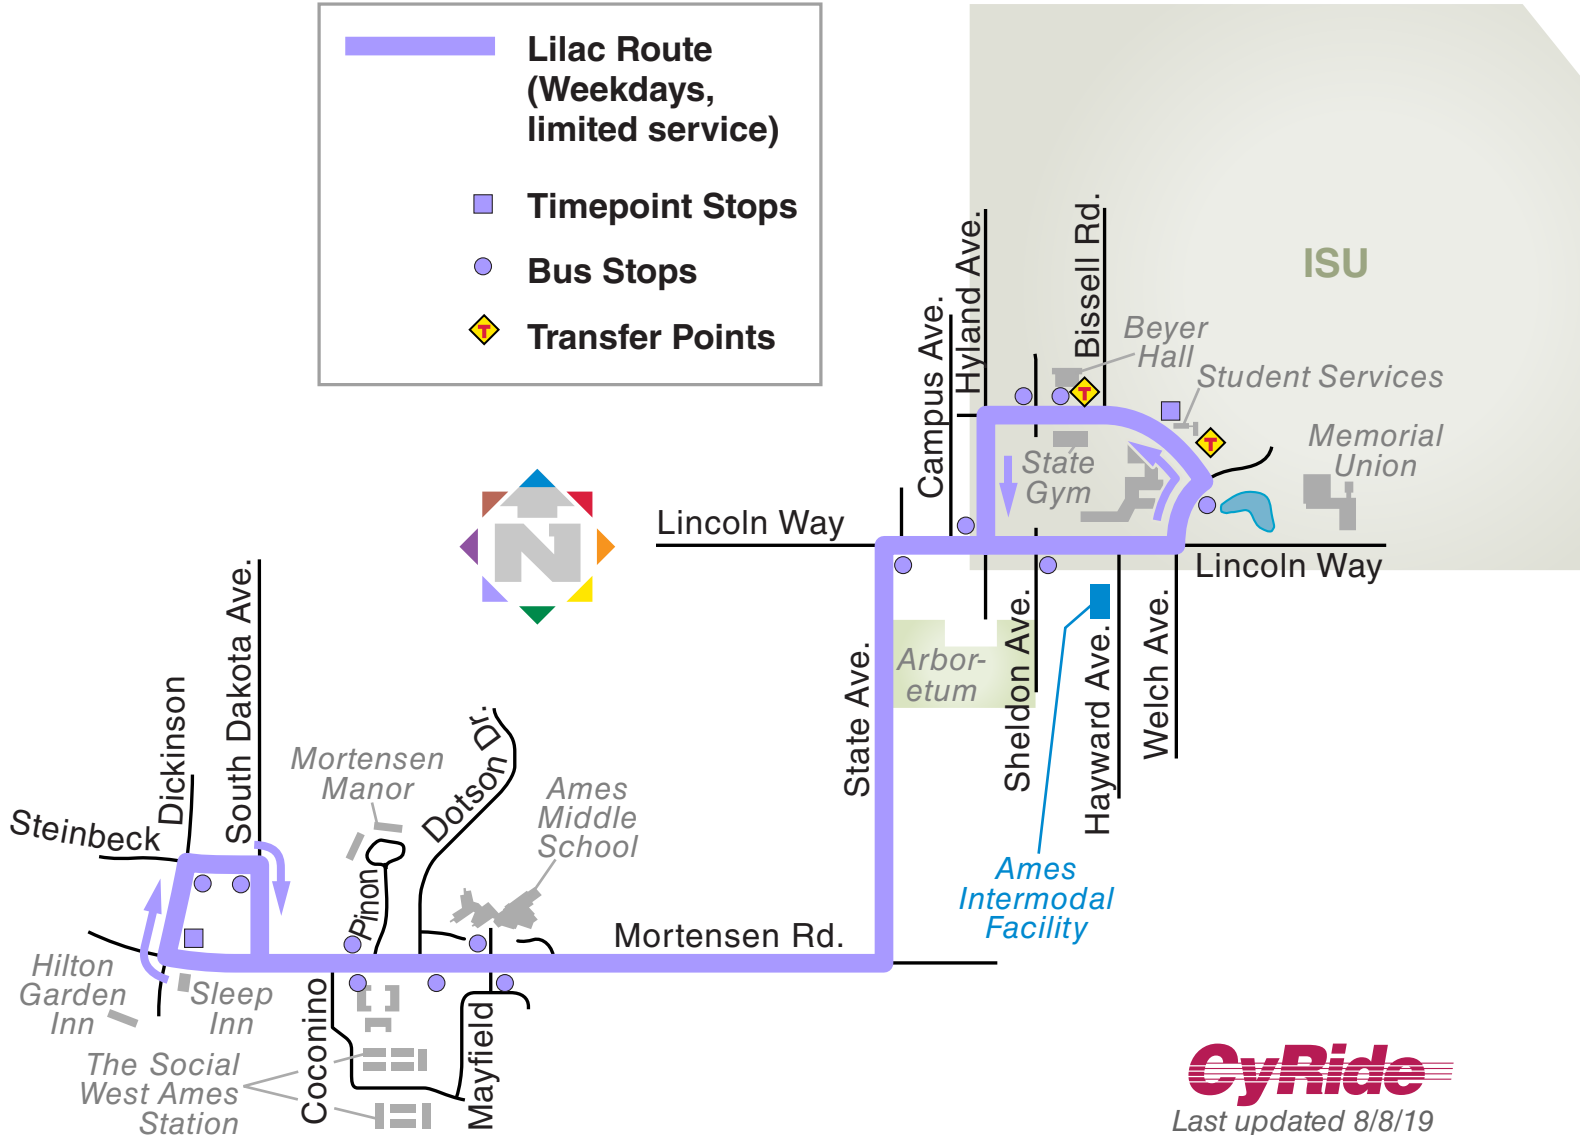 Lilac Route
(Weekdays,
limited service)
Timepoint Stops
Bus Stops
T
Transfer Points
ISU
Hyland Ave.
Bissell Rd.
Campus Ave.
Beyer
Hall
Student Services
T
T
State
Gym
Memorial
Union
N
Lincoln Way
Lincoln Way
State Ave.
Arbor-
etum
Sheldon Ave.
Hayward Ave.
Welch Ave.
Ames
Intermodal
Facility
Steinbeck
Dickinson
South Dakota Ave.
Mortensen
Manor
Pinon
Dotson Dr.
Ames
Middle
School
Mortensen Rd.
Hilton
Garden
Inn
Sleep
Inn
Coconino
Mayfield
The Social
West Ames
Station
CyRide
Last updated 8/8/19